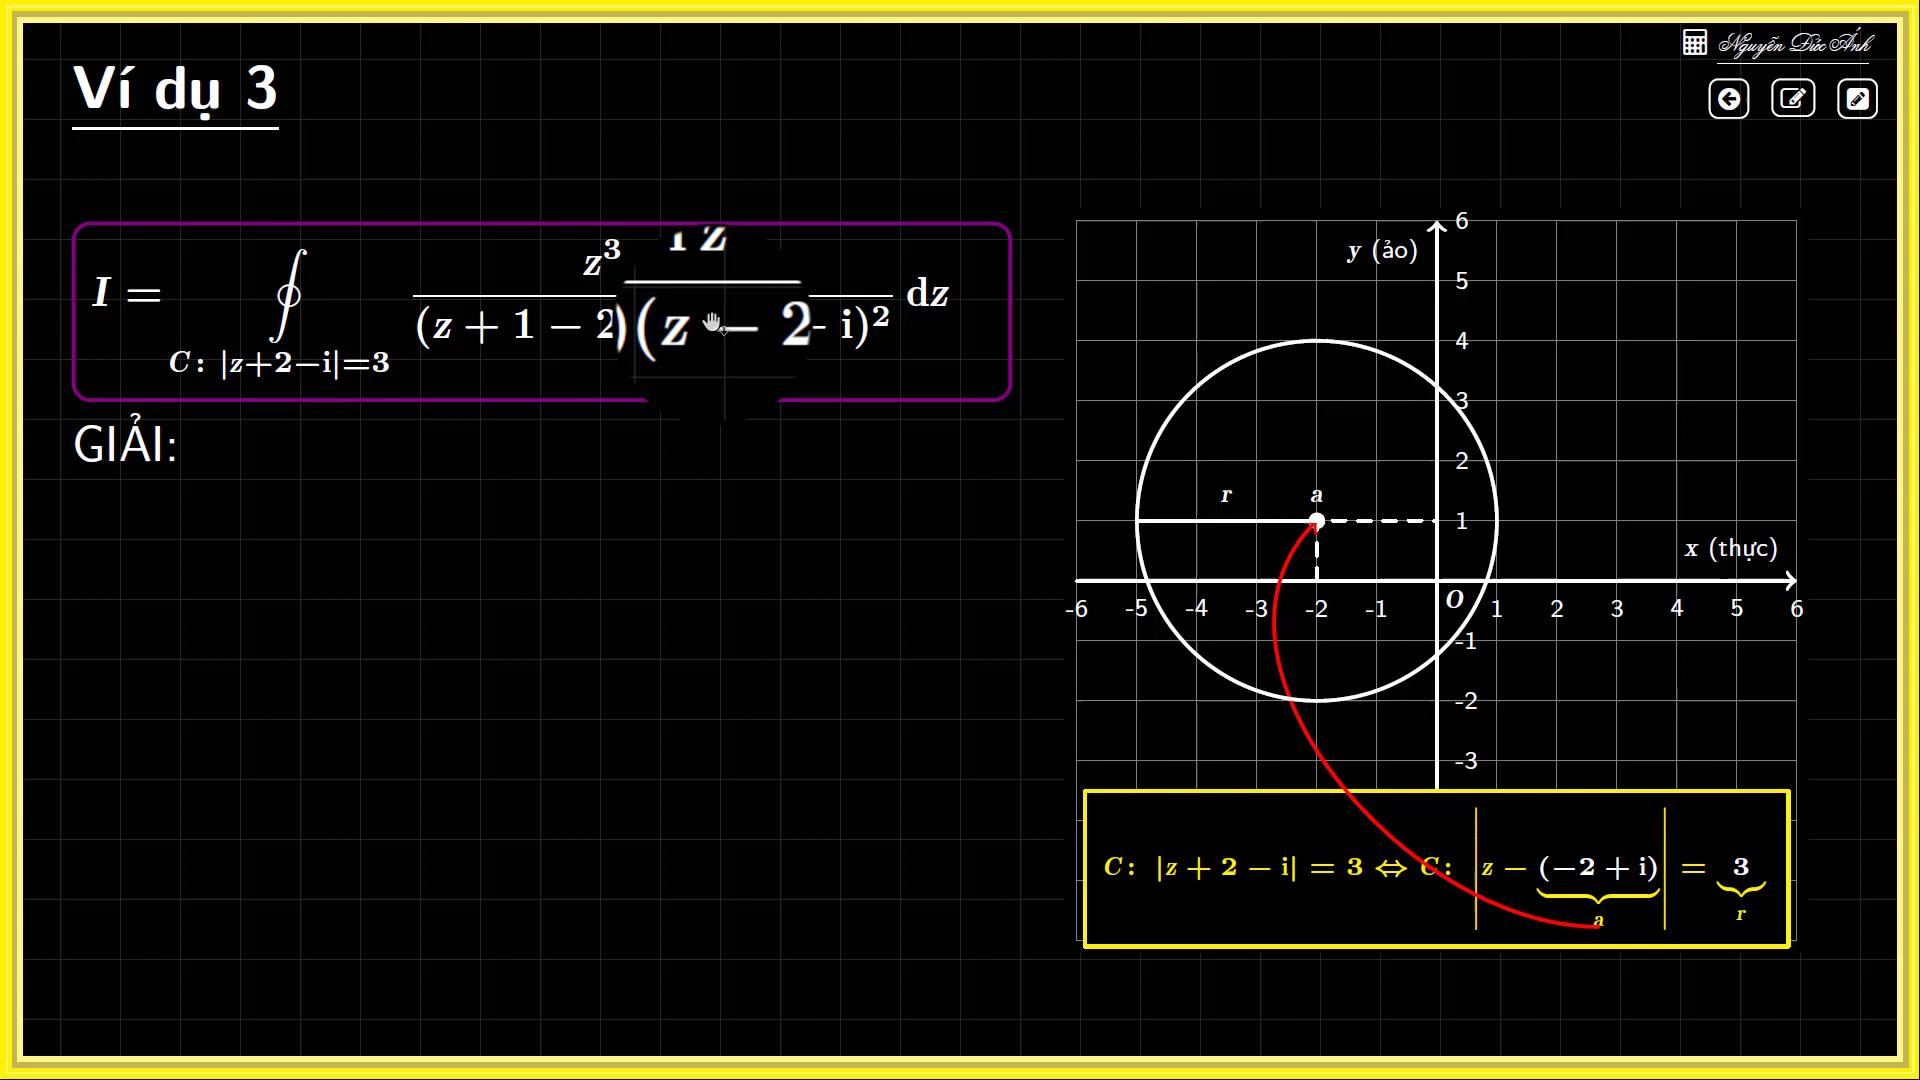 Nguyễn Đức Ánh
Ví dụ 3
I = ∮ z³ + z / (z + 1 − 2)(z − 2 − i)² dz
C: |z+2−i|=3
GIẢI:
y (ảo)
x (thực)
6
5
4
3
2
1
-1
-2
-3
r a
-6 -5 -4 -3 -2 -1 O 1 2 3 4 5 6
C: |z + 2 − i| = 3 ⇔ C: |z − (−2 + i)| = 3
a r